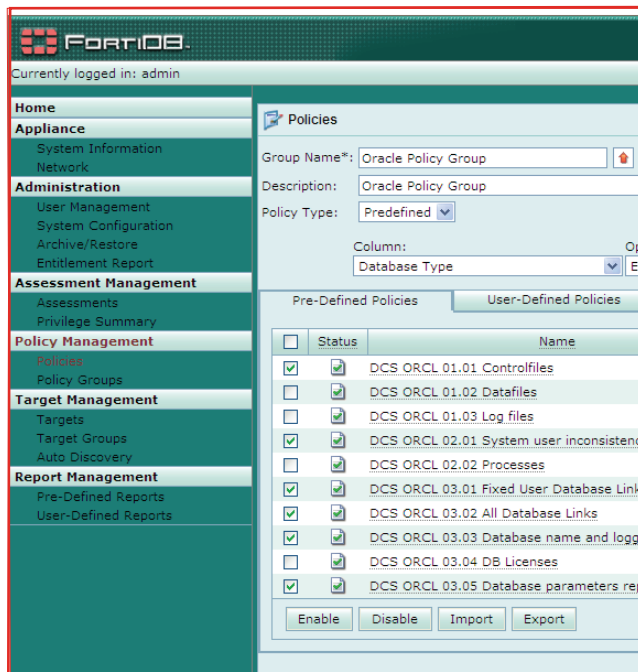 FORTIDB.
Currently logged in: admin
Home
Appliance
System Information
Network
Administration
User Management
System Configuration
Archive/Restore
Entitlement Report
Assessment Management
Assessments
Privilege Summary
Policy Management
Policies
Policy Groups
Target Management
Targets
Target Groups
Auto Discovery
Report Management
Pre-Defined Reports
User-Defined Reports
Policies
Group Name*: Oracle Policy Group
Description: Oracle Policy Group
Policy Type: Predefined
Column: Op
Database Type E
Pre-Defined Policies User-Defined Policies
Status Name
DCS ORCL 01.01 Controlfiles
DCS ORCL 01.02 Datafiles
DCS ORCL 01.03 Log files
DCS ORCL 02.01 System user inconsistenc
DCS ORCL 02.02 Processes
DCS ORCL 03.01 Fixed User Database Link
DCS ORCL 03.02 All Database Links
DCS ORCL 03.03 Database name and logg
DCS ORCL 03.04 DB Licenses
DCS ORCL 03.05 Database parameters rep
Enable Disable Import Export